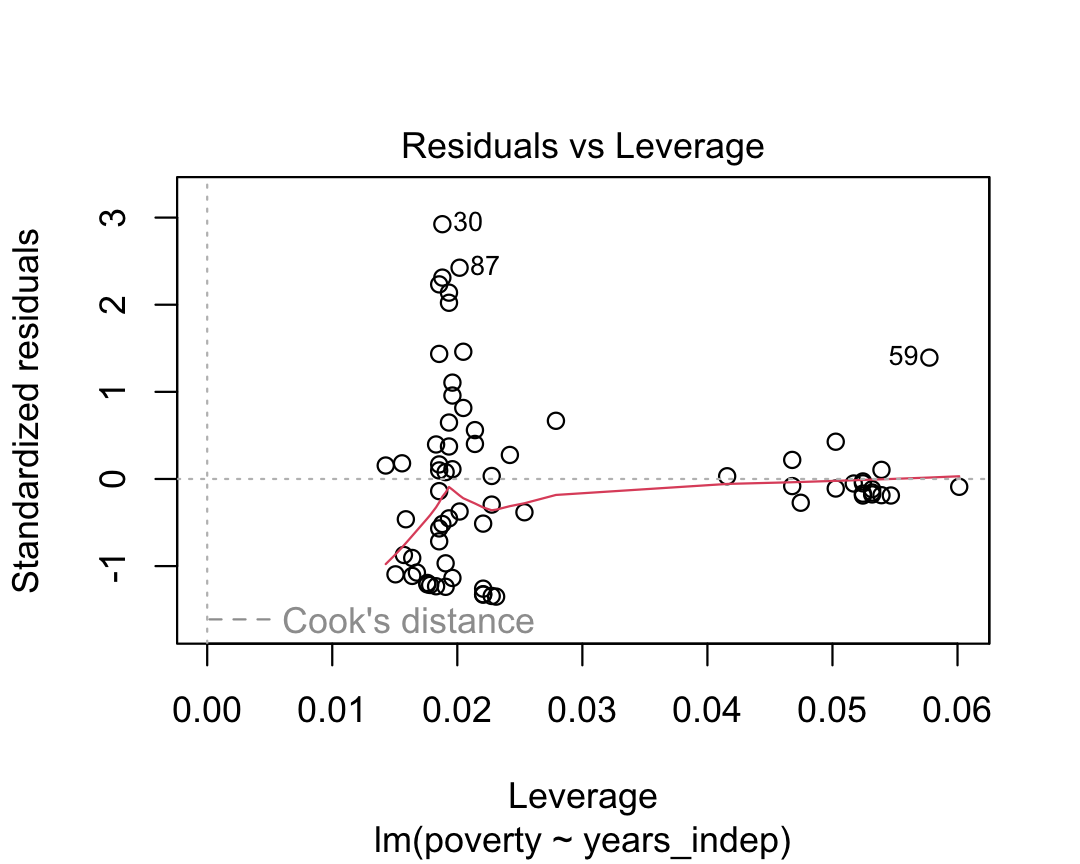 Residuals vs Leverage
Standardized residuals
3
2
1
0
-1
30
87
59
Cook's distance
0.00 0.01 0.02 0.03 0.04 0.05 0.06
Leverage
lm(poverty ~ years_indep)